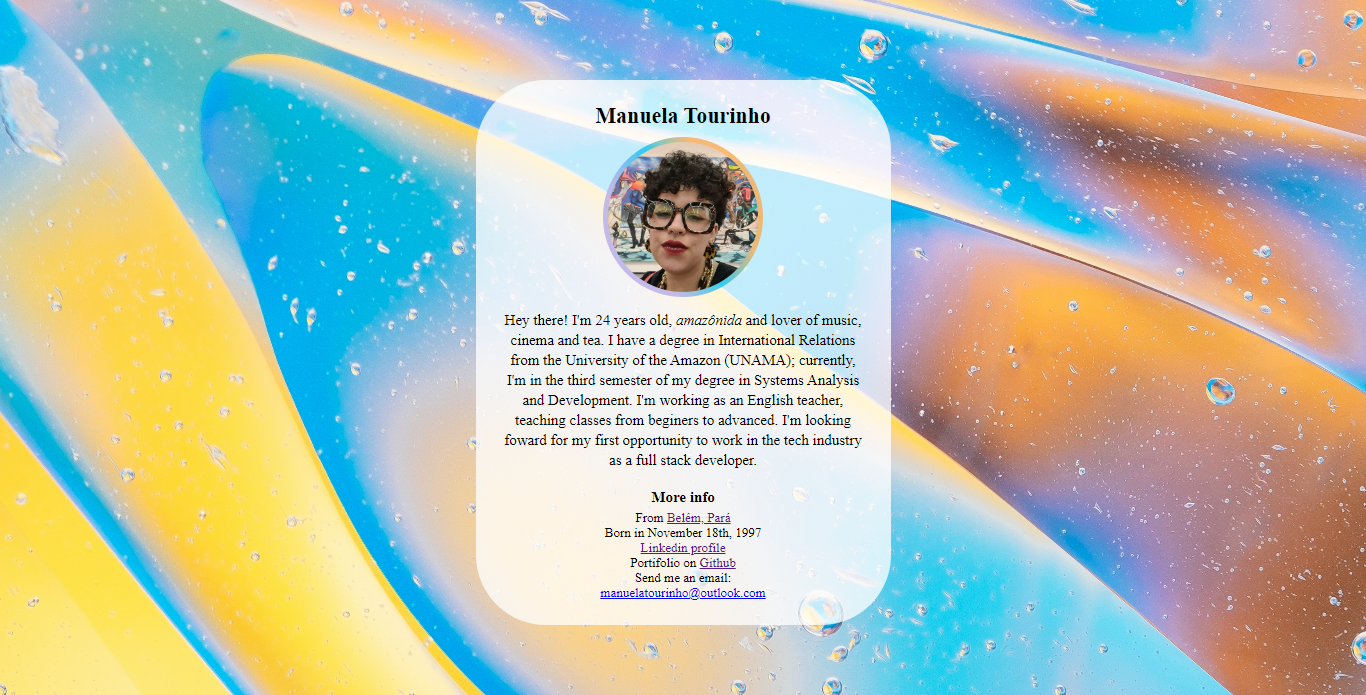 Manuela Tourinho
Hey there! I'm 24 years old, amazônida and lover of music,
cinema and tea. I have a degree in International Relations
from the University of the Amazon (UNAMA); currently,
I'm in the third semester of my degree in Systems Analysis
and Development. I'm working as an English teacher,
teaching classes from beginers to advanced. I'm looking
foward for my first opportunity to work in the tech industry
as a full stack developer.
More info
From Belém, Pará
Born in November 18th, 1997
Linkedin profile
Portifolio on Github
Send me an email:
manuelatourinho@outlook.com